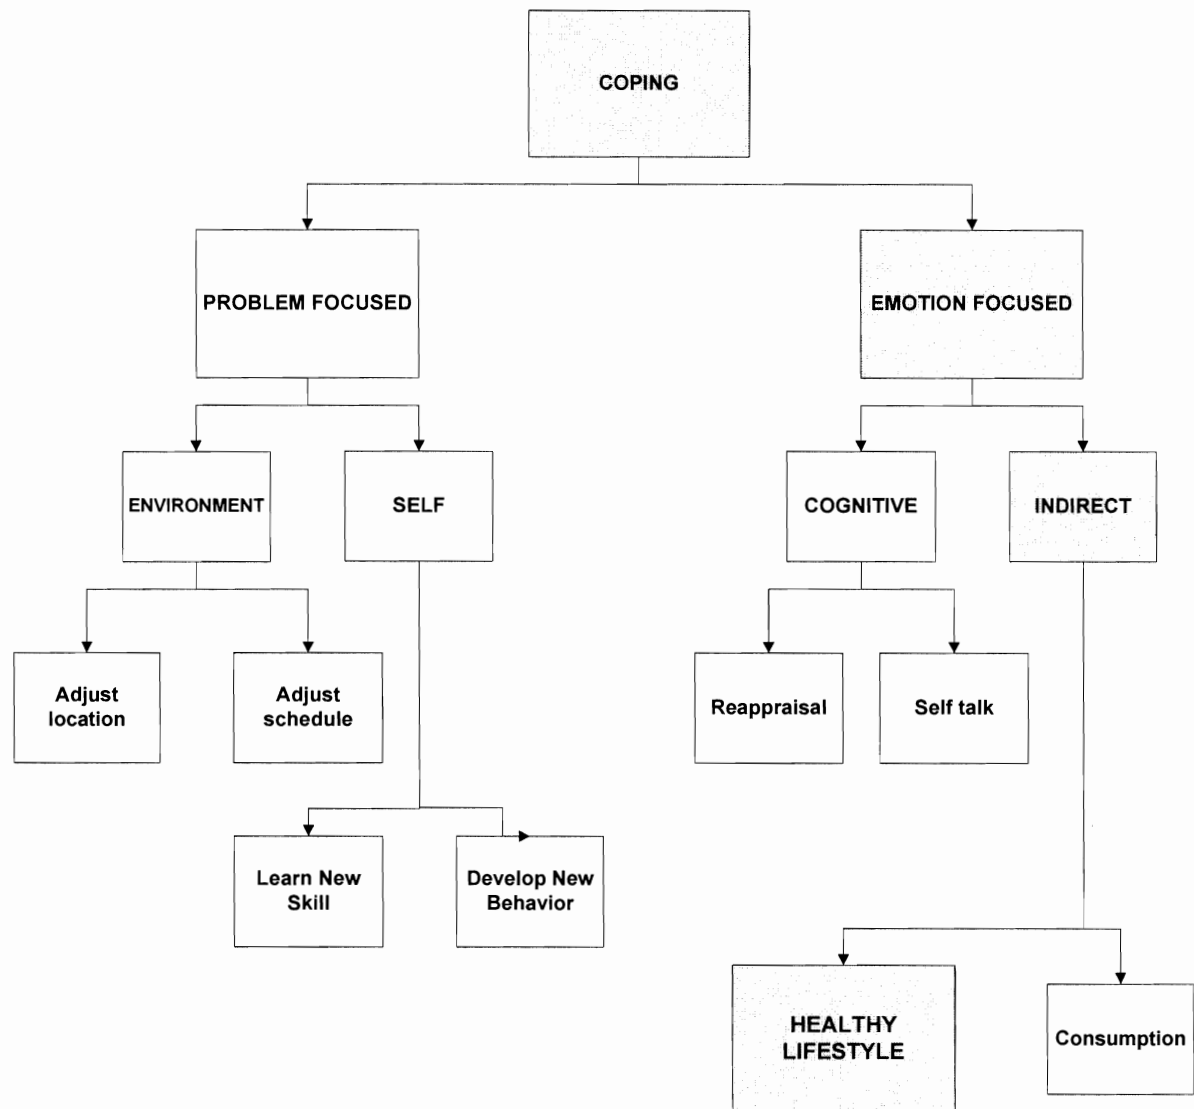 COPING
PROBLEM FOCUSED
EMOTION FOCUSED
ENVIRONMENT
SELF
COGNITIVE
INDIRECT
Adjust
location
Adjust
schedule
Reappraisal
Self talk
Learn New
Skill
Develop New
Behavior
HEALTHY
LIFESTYLE
Consumption